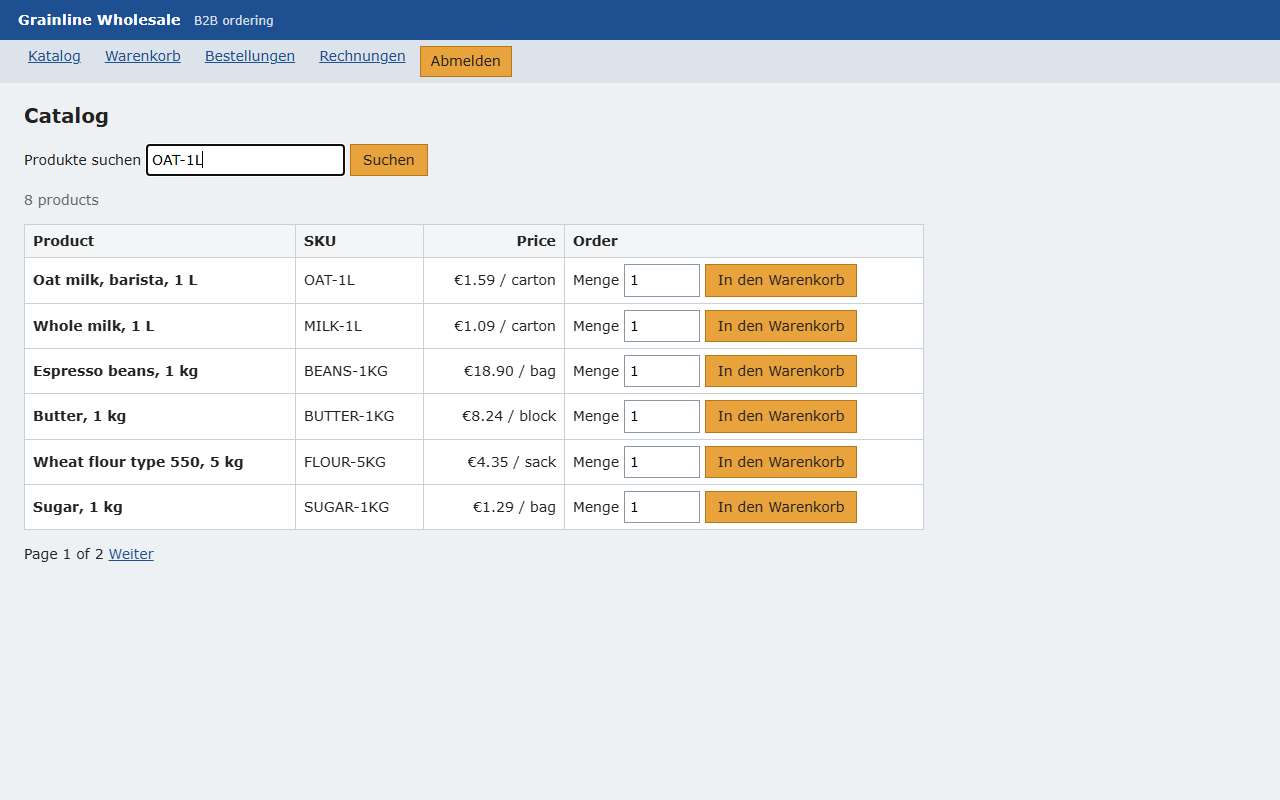 Grainline Wholesale B2B ordering
Katalog Warenkorb Bestellungen Rechnungen Abmelden
Catalog
Produkte suchen OAT-1L Suchen
8 products
Product SKU Price Order
Oat milk, barista, 1 L OAT-1L €1.59 / carton Menge 1 In den Warenkorb
Whole milk, 1 L MILK-1L €1.09 / carton Menge 1 In den Warenkorb
Espresso beans, 1 kg BEANS-1KG €18.90 / bag Menge 1 In den Warenkorb
Butter, 1 kg BUTTER-1KG €8.24 / block Menge 1 In den Warenkorb
Wheat flour type 550, 5 kg FLOUR-5KG €4.35 / sack Menge 1 In den Warenkorb
Sugar, 1 kg SUGAR-1KG €1.29 / bag Menge 1 In den Warenkorb
Page 1 of 2 Weiter